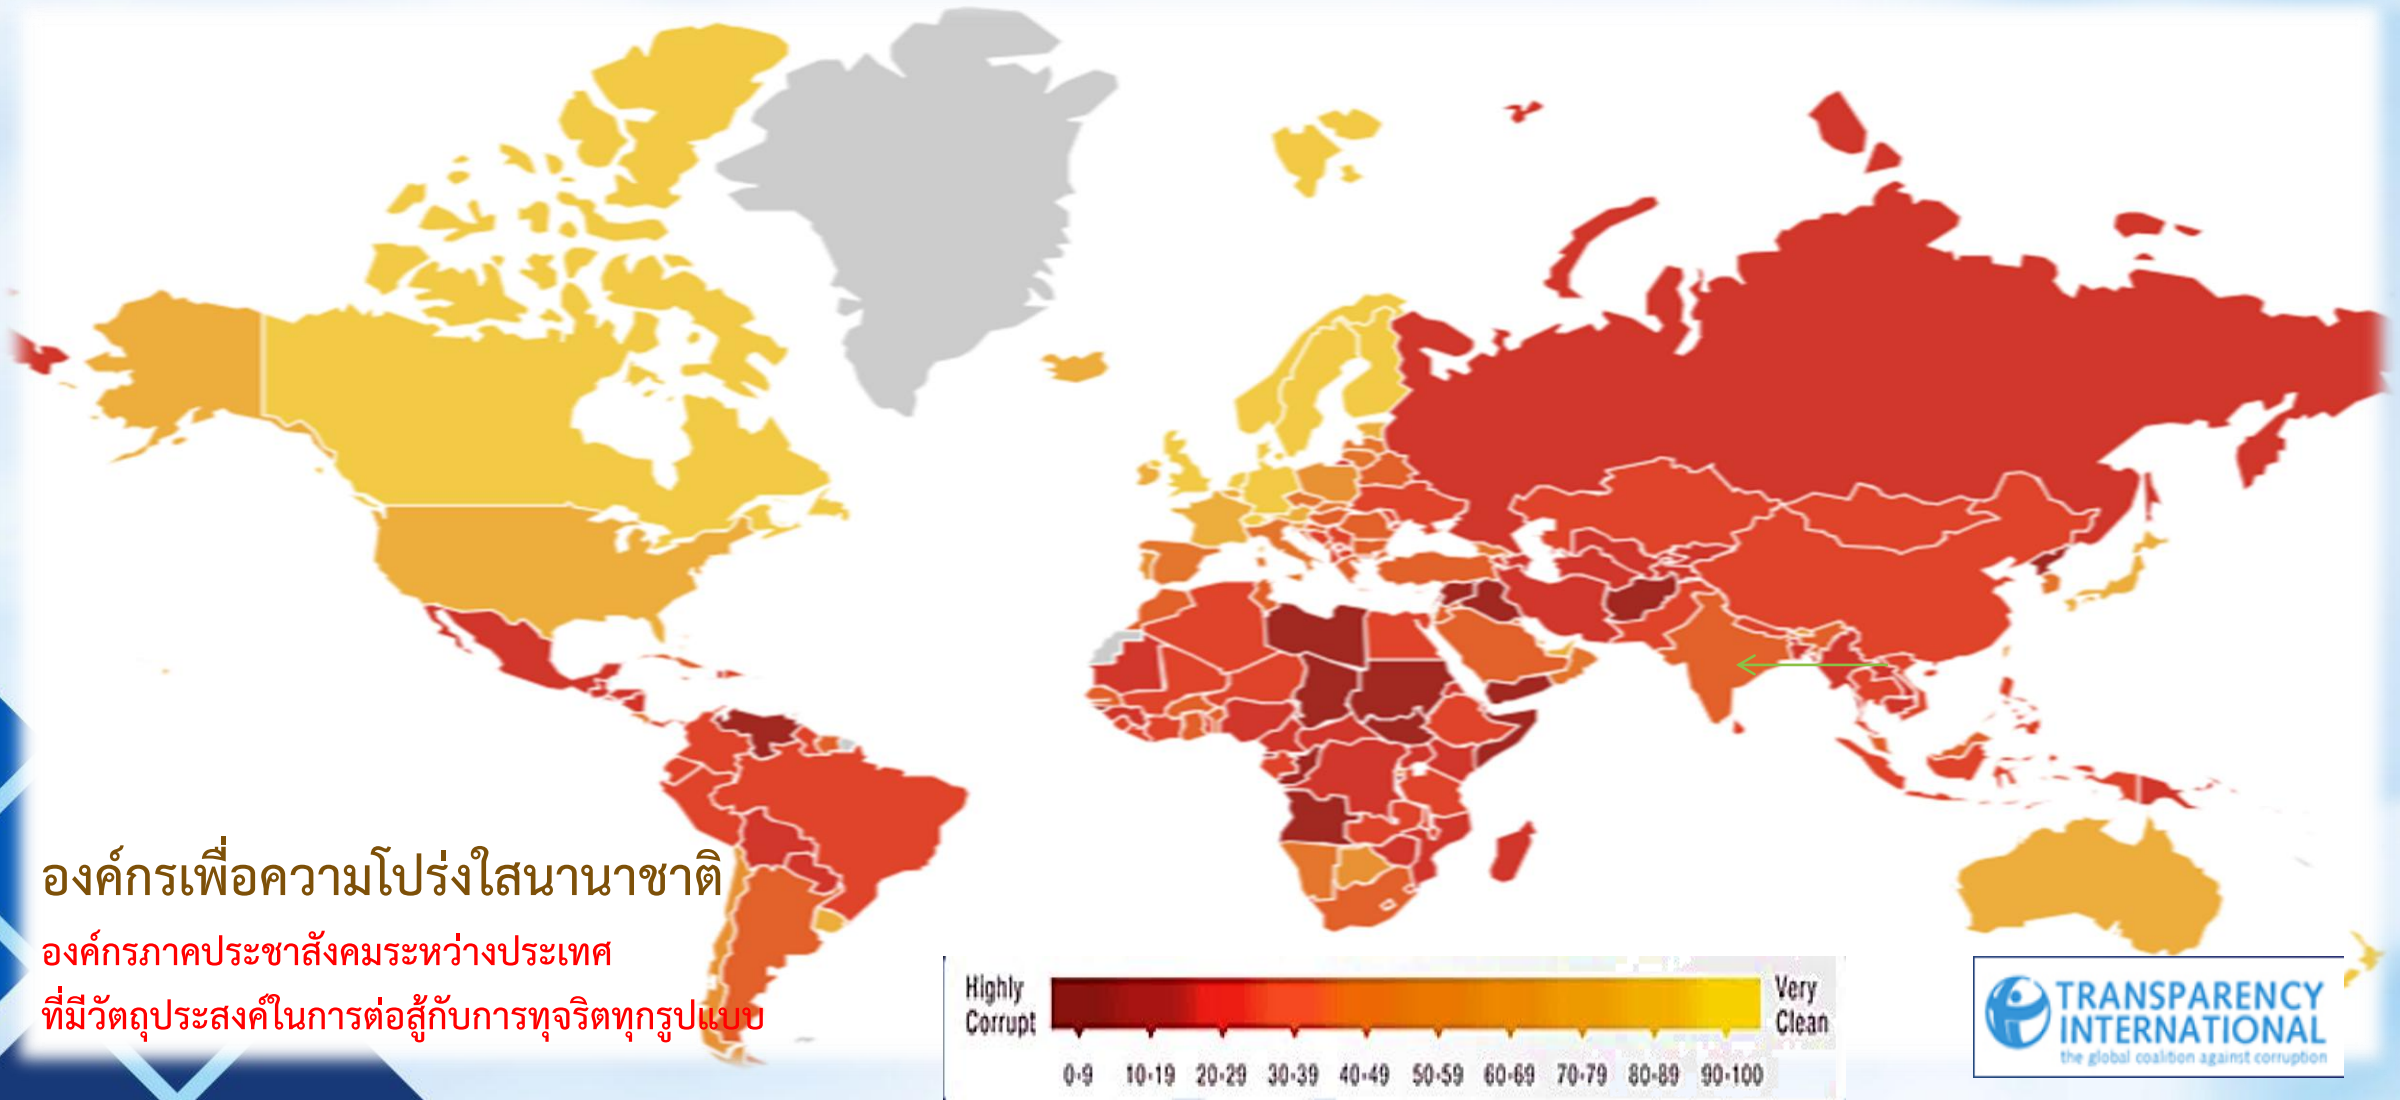 องค์กรเพื่อความโปร่งใสนานาชาติ
องค์กรภาคประชาสังคมระหว่างประเทศ
ที่มีวัตถุประสงค์ในการต่อสู้กับการทุจริตทุกรูปแบบ
Highly
Corrupt
Very
Clean
0-9 10-19 20-29 30-39 40-49 50-59 60-69 70-79 80-89 90-100
TRANSPARENCY
INTERNATIONAL
the global coalition against corruption